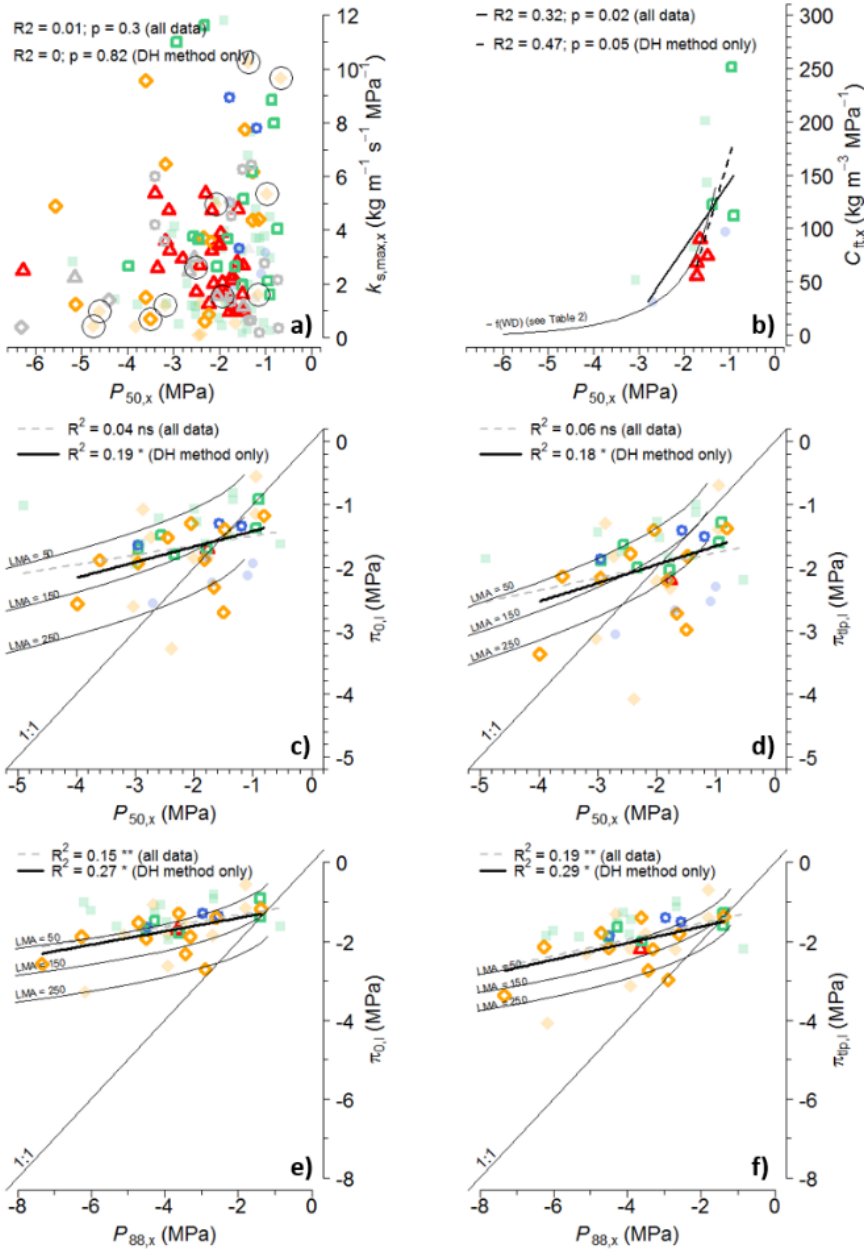 R2 = 0.01; p = 0.3 (all data)
R2 = 0; p = 0.82 (DH method only)
0 2 4 6 8 10 12
k s,max,x (kg m−1 s−1 MPa−1)
a)
-6 -5 -4 -3 -2 -1 0
P50,x (MPa)
R2 = 0.32; p = 0.02 (all data)
R2 = 0.47; p = 0.05 (DH method only)
0 50 100 150 200 250 300
C ft,x (kg m−3 MPa−1)
– f(WD) (see Table 2)
b)
-6 -5 -4 -3 -2 -1 0
P50,x (MPa)
R2 = 0.04 ns (all data)
R2 = 0.19 * (DH method only)
LMA = 50
LMA = 150
LMA = 250
1:1
0 -1 -2 -3 -4 -5
π0,l (MPa)
c)
-5 -4 -3 -2 -1 0
P50,x (MPa)
R2 = 0.06 ns (all data)
R2 = 0.18 * (DH method only)
LMA = 50
LMA = 150
LMA = 250
1:1
0 -1 -2 -3 -4 -5
πtlp,l (MPa)
d)
-5 -4 -3 -2 -1 0
P50,x (MPa)
R2 = 0.15 ** (all data)
R2 = 0.27 * (DH method only)
LMA = 50
LMA = 150
LMA = 250
1:1
0 -2 -4 -6 -8
π0,l (MPa)
e)
-8 -6 -4 -2 0
P88,x (MPa)
R2 = 0.19 ** (all data)
R2 = 0.29 * (DH method only)
LMA = 50
LMA = 150
LMA = 250
1:1
0 -2 -4 -6 -8
πtlp,l (MPa)
f)
-8 -6 -4 -2 0
P88,x (MPa)